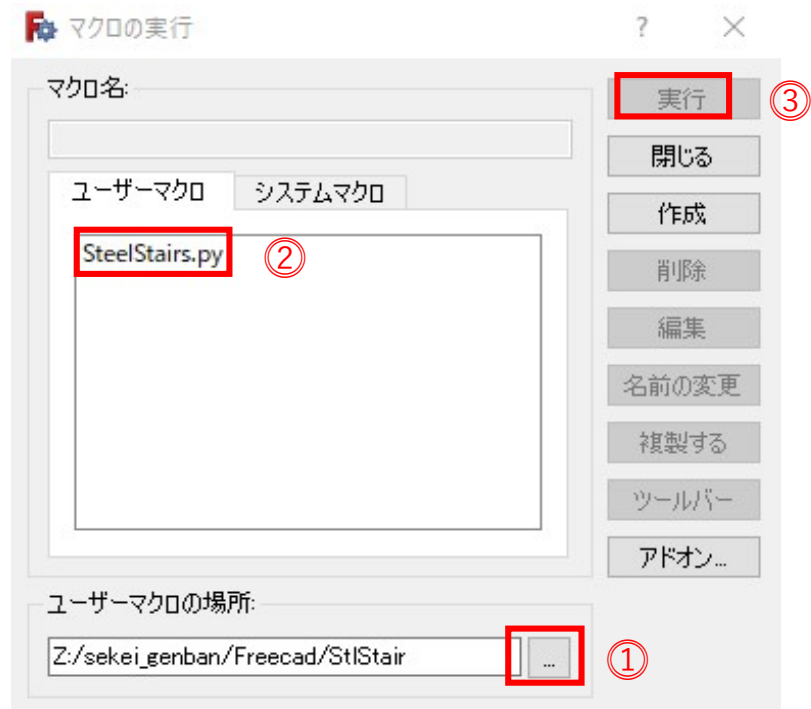 マクロの実行
?
マクロ名:
実行
③
閉じる
ユーザーマクロ
システムマクロ
作成
SteelStairs.py
②
削除
編集
名前の変更
複製する
ツールバー
アドオン...
ユーザーマクロの場所:
Z:/sekei_genban/Freecad/StlStair
...
①